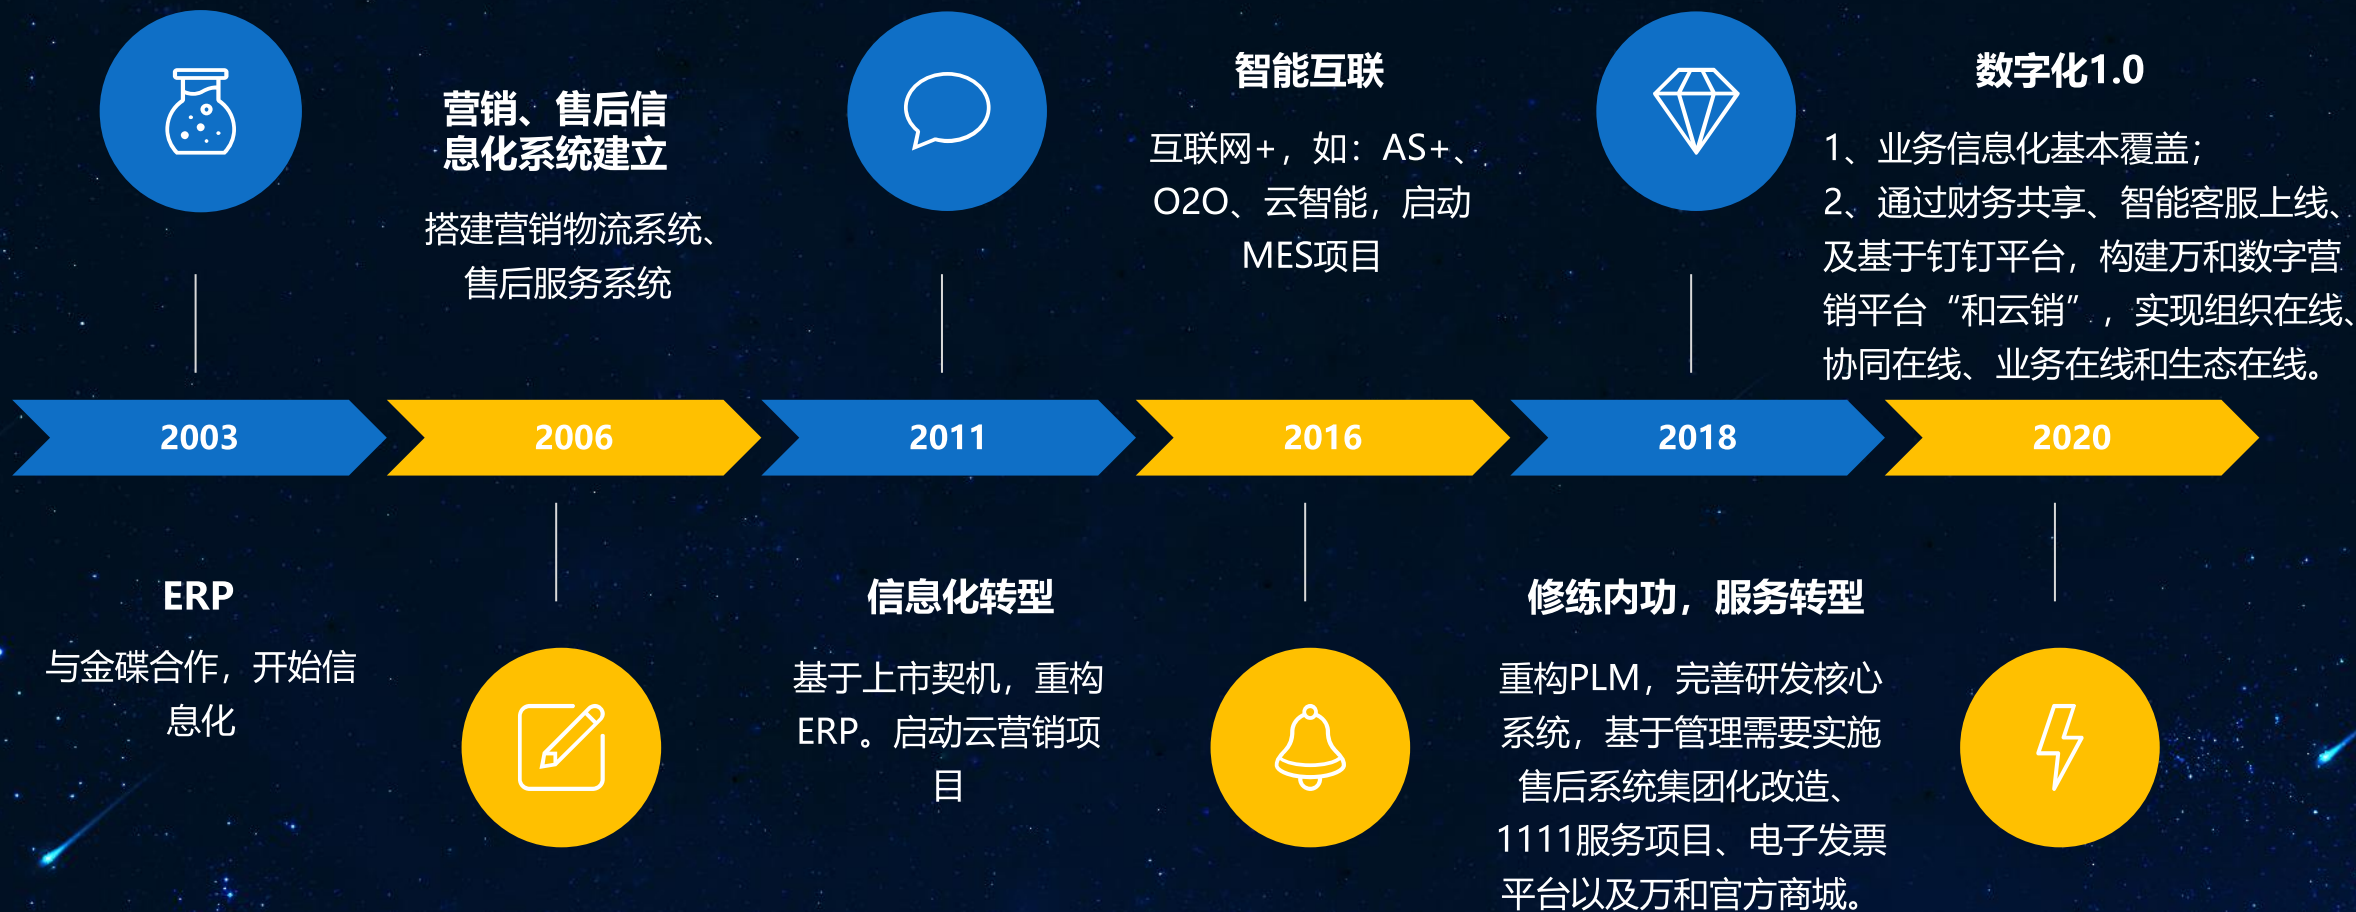 营销、售后信
息化系统建立
搭建营销物流系统、
售后服务系统
智能互联
互联网+，如：AS+、
O2O、云智能，启动
MES项目
数字化1.0
1、业务信息化基本覆盖；
2、通过财务共享、智能客服上线、
及基于钉钉平台，构建万和数字营
销平台“和云销”，实现组织在线、
协同在线、业务在线和生态在线。
2003
2006
2011
2016
2018
2020
ERP
与金碟合作，开始信
息化
信息化转型
基于上市契机，重构
ERP。启动云营销项
目
修练内功，服务转型
重构PLM，完善研发核心
系统，基于管理需要实施
售后系统集团化改造、
1111服务项目、电子发票
平台以及万和官方商城。